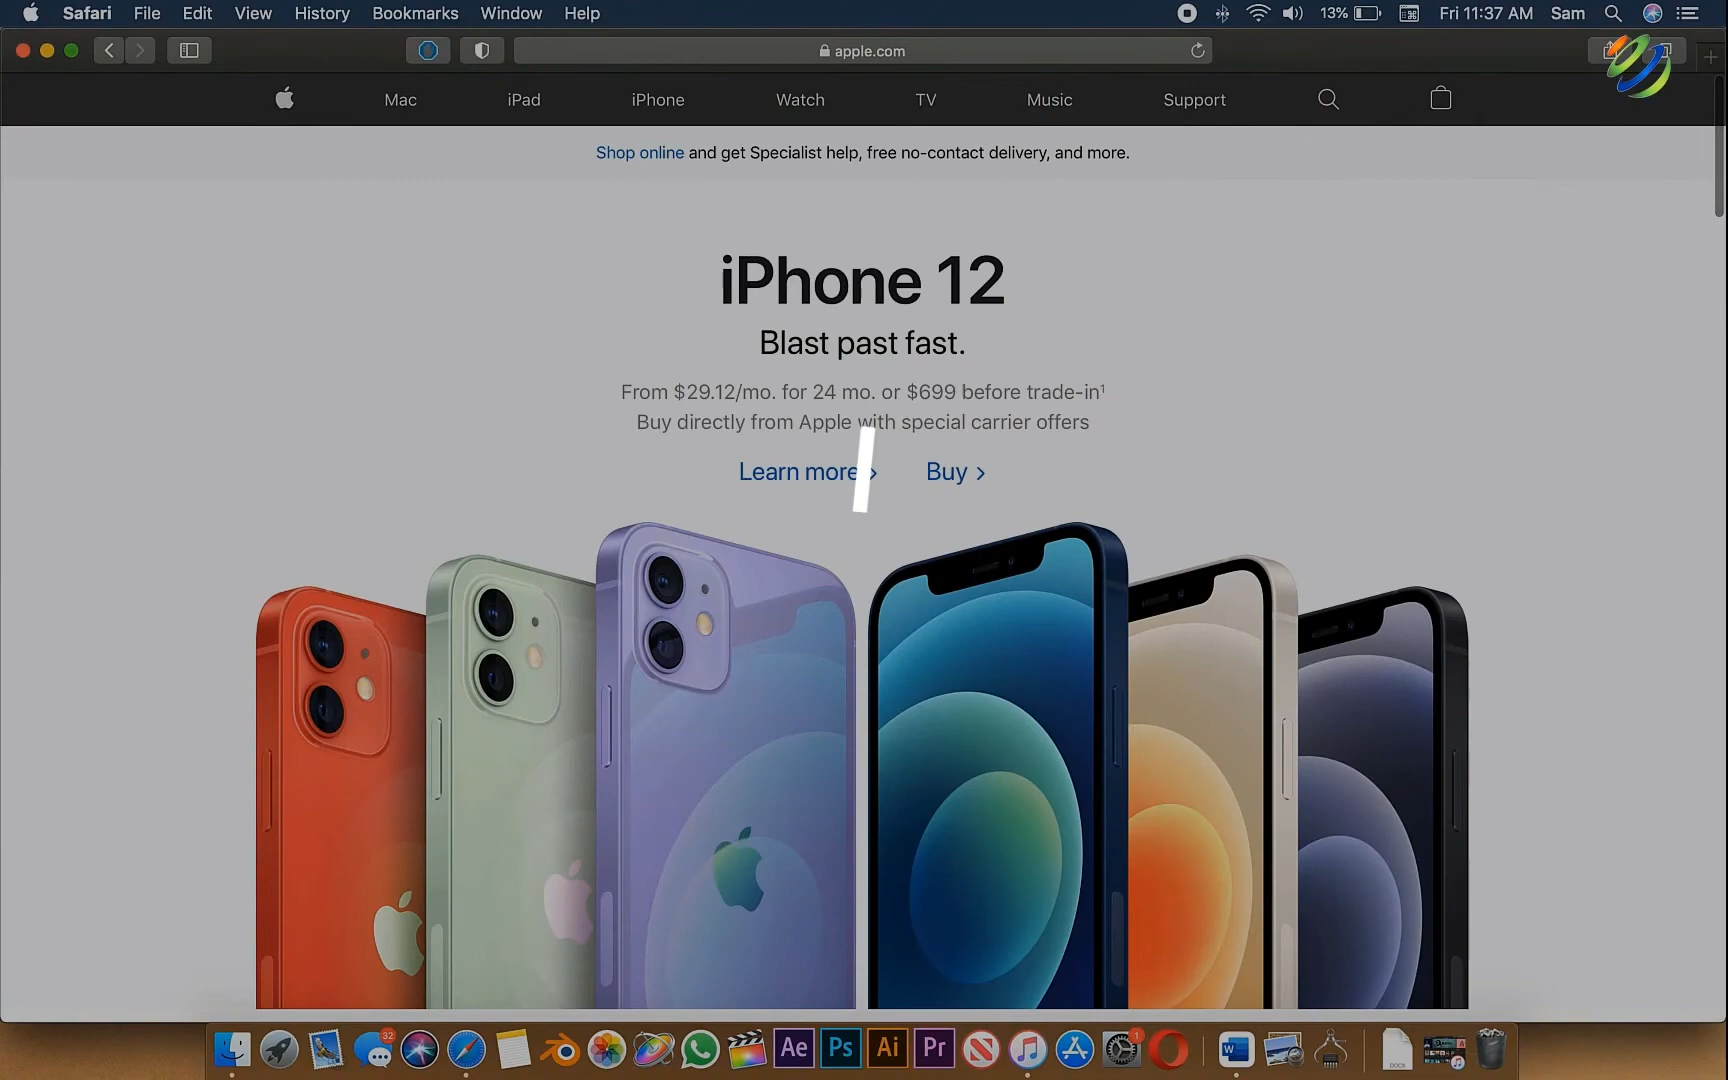 Safari File Edit View History Bookmarks Window Help 13% Fri 11:37 AM Sam
apple.com
Mac iPad iPhone Watch TV Music Support
Shop online and get Specialist help, free no-contact delivery, and more.
iPhone 12
Blast past fast.
From $29.12/mo. for 24 mo. or $699 before trade-in¹
Buy directly from Apple with special carrier offers
Learn more › Buy ›
32 Ae Ps Ai Pr 1 W DOCX